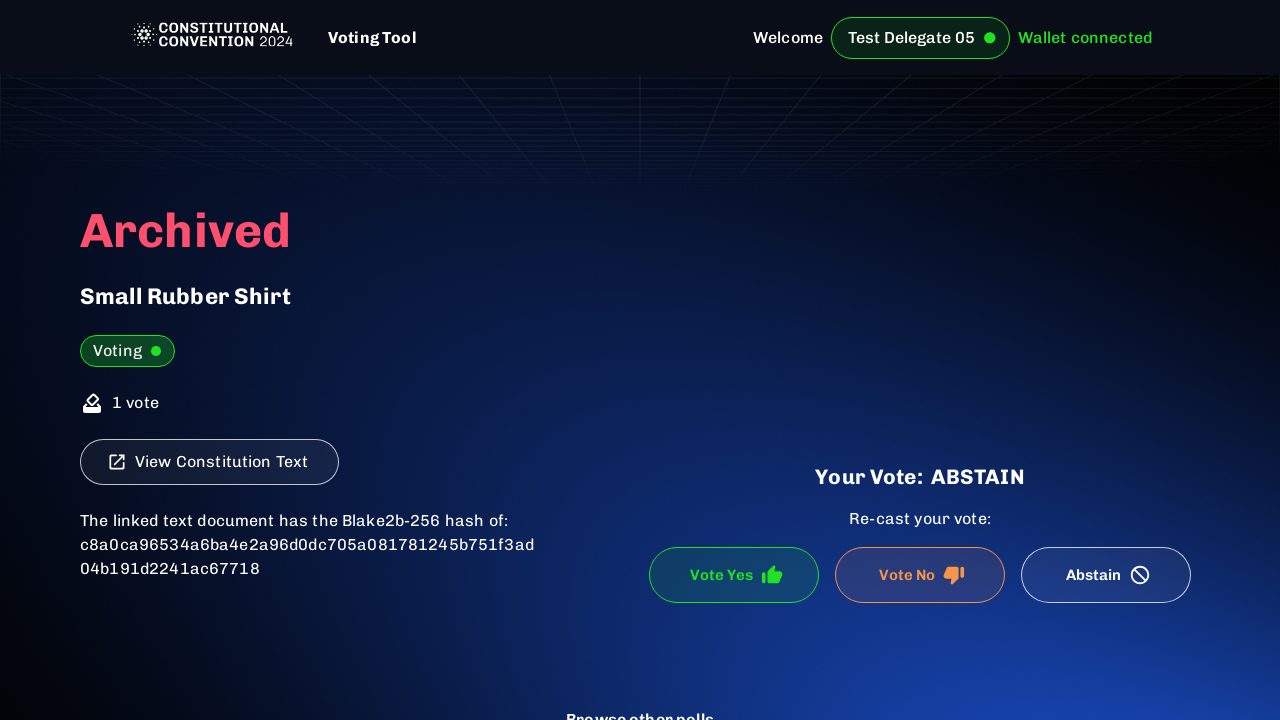 CONSTITUTIONAL
CONVENTION 2024
Voting Tool
Welcome
Test Delegate 05
Wallet connected
Archived
Small Rubber Shirt
Voting
1 vote
View Constitution Text
The linked text document has the Blake2b-256 hash of:
c8a0ca96534a6ba4e2a96d0dc705a081781245b751f3ad
04b191d2241ac67718
Your Vote: ABSTAIN
Re-cast your vote:
Vote Yes
Vote No
Abstain
Browse other polls